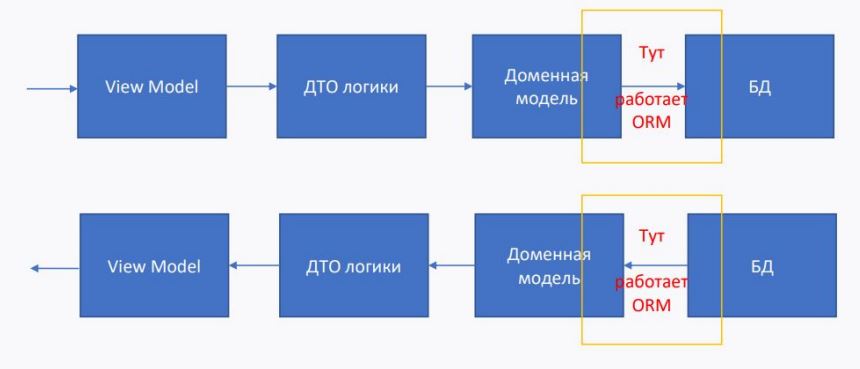 View Model
ДТО логики
Доменная
модель
Тут
работает
ORM
БД
View Model
ДТО логики
Доменная
модель
Тут
работает
ORM
БД